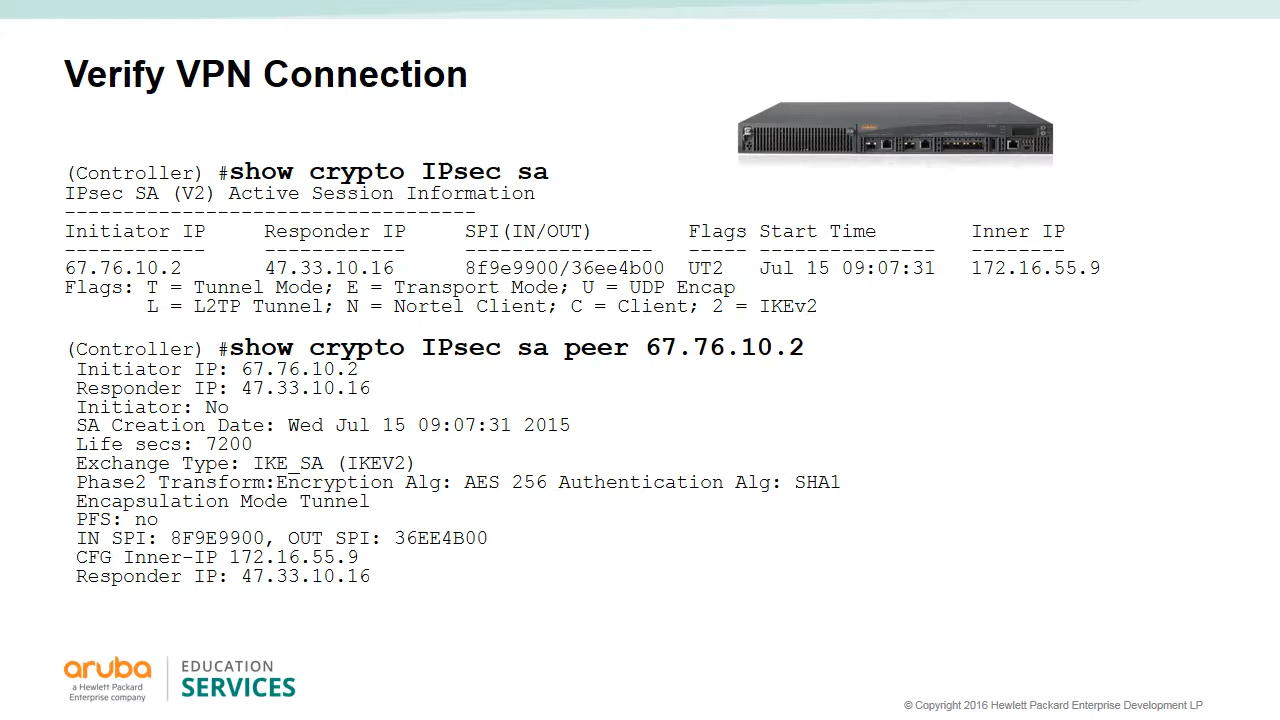 Verify VPN Connection
(Controller) #show crypto IPsec sa
IPsec SA (V2) Active Session Information
-----------------------------------
Initiator IP     Responder IP     SPI(IN/OUT)        Flags Start Time      Inner IP
------------     ------------     ----------------   ----- --------------- --------
67.76.10.2       47.33.10.16      8f9e9900/36ee4b00  UT2   Jul 15 09:07:31 172.16.55.9
Flags: T = Tunnel Mode; E = Transport Mode; U = UDP Encap
L = L2TP Tunnel; N = Nortel Client; C = Client; 2 = IKEv2
(Controller) #show crypto IPsec sa peer 67.76.10.2
Initiator IP: 67.76.10.2
Responder IP: 47.33.10.16
Initiator: No
SA Creation Date: Wed Jul 15 09:07:31 2015
Life secs: 7200
Exchange Type: IKE_SA (IKEV2)
Phase2 Transform:Encryption Alg: AES 256 Authentication Alg: SHA1
Encapsulation Mode Tunnel
PFS: no
IN SPI: 8F9E9900, OUT SPI: 36EE4B00
CFG Inner-IP 172.16.55.9
Responder IP: 47.33.10.16
aruba
a Hewlett Packard
Enterprise company
EDUCATION
SERVICES
© Copyright 2016 Hewlett Packard Enterprise Development LP